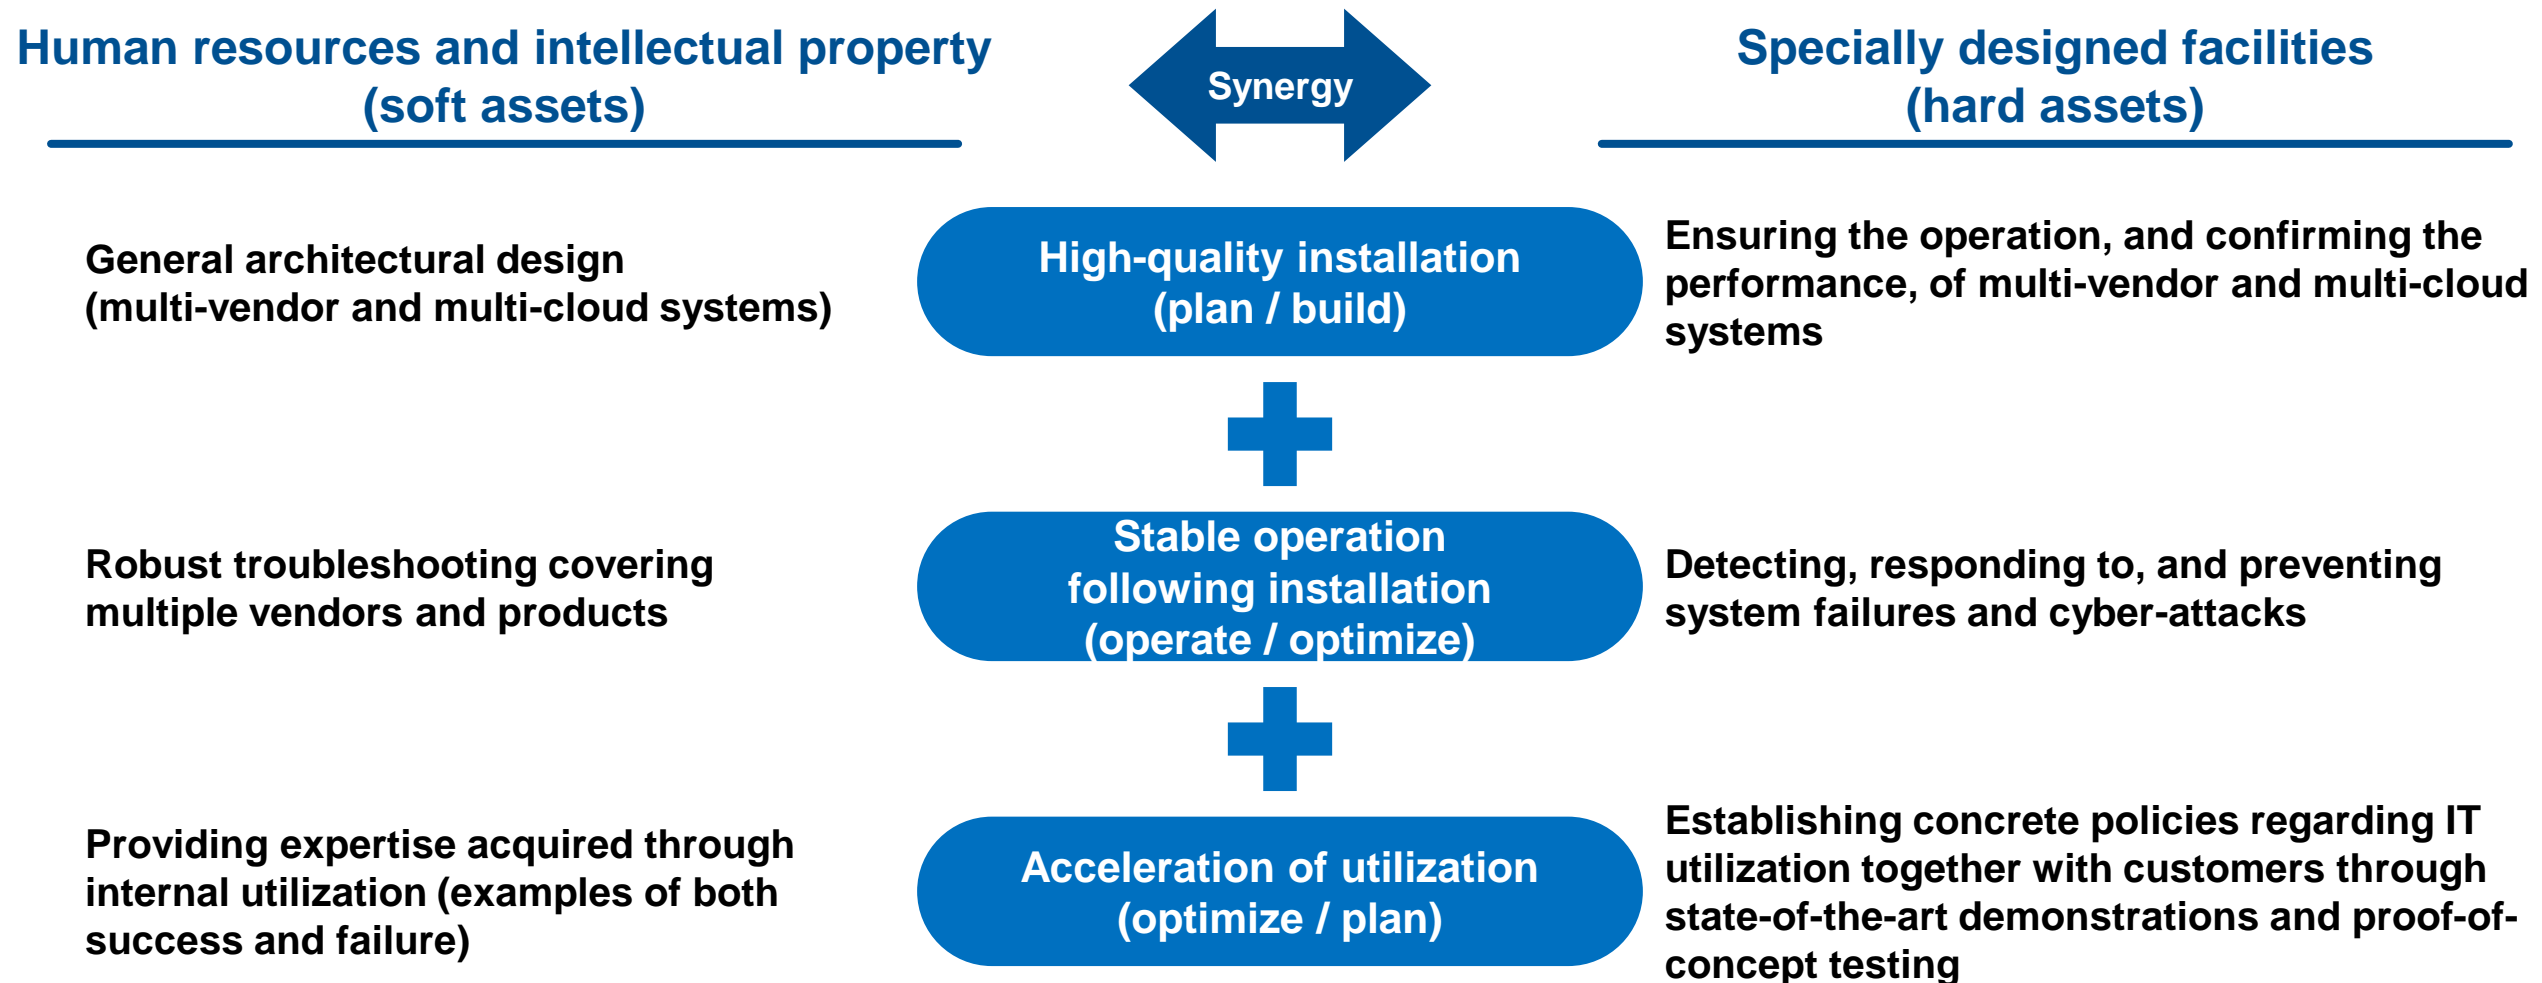 Human resources and intellectual property
(soft assets)
Synergy
Specially designed facilities
(hard assets)
General architectural design
(multi-vendor and multi-cloud systems)
High-quality installation
(plan / build)
Ensuring the operation, and confirming the
performance, of multi-vendor and multi-cloud
systems
Robust troubleshooting covering
multiple vendors and products
Stable operation
following installation
(operate / optimize)
Detecting, responding to, and preventing
system failures and cyber-attacks
Providing expertise acquired through
internal utilization (examples of both
success and failure)
Acceleration of utilization
(optimize / plan)
Establishing concrete policies regarding IT
utilization together with customers through
state-of-the-art demonstrations and proof-of-
concept testing